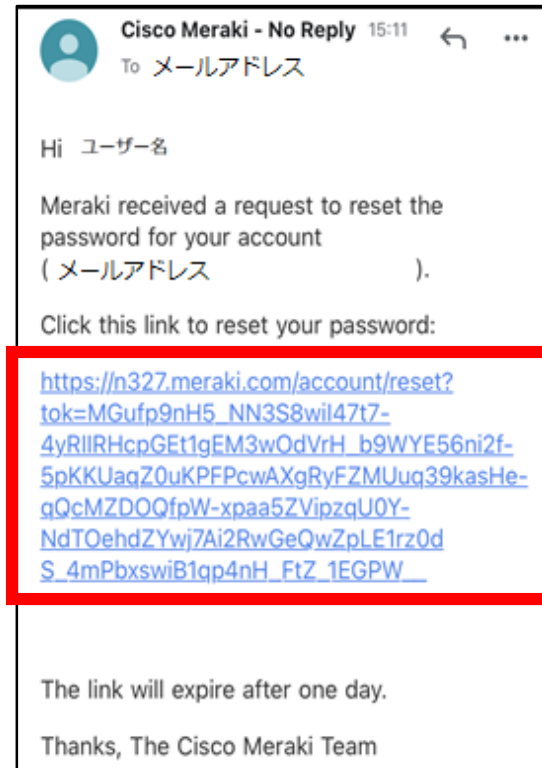 Cisco Meraki - No Reply 15:11
To メールアドレス
Hi ユーザー名
Meraki received a request to reset the
password for your account
( メールアドレス ).
Click this link to reset your password:
https://n327.meraki.com/account/reset?
tok=MGufp9nH5_NN3S8wil47t7-
4yRIIRHcpGEt1gEM3wOdVrH_b9WYE56ni2f-
5pKKUaqZ0uKPFPcwAXgRyFZMUuq39kasHe-
qQcMZDOQfpW-xpaa5ZVipzqU0Y-
NdTOehdZYwj7Ai2RwGeQwZpLE1rz0d
S_4mPbxswiB1qp4nH_FtZ_1EGPW__
The link will expire after one day.
Thanks, The Cisco Meraki Team